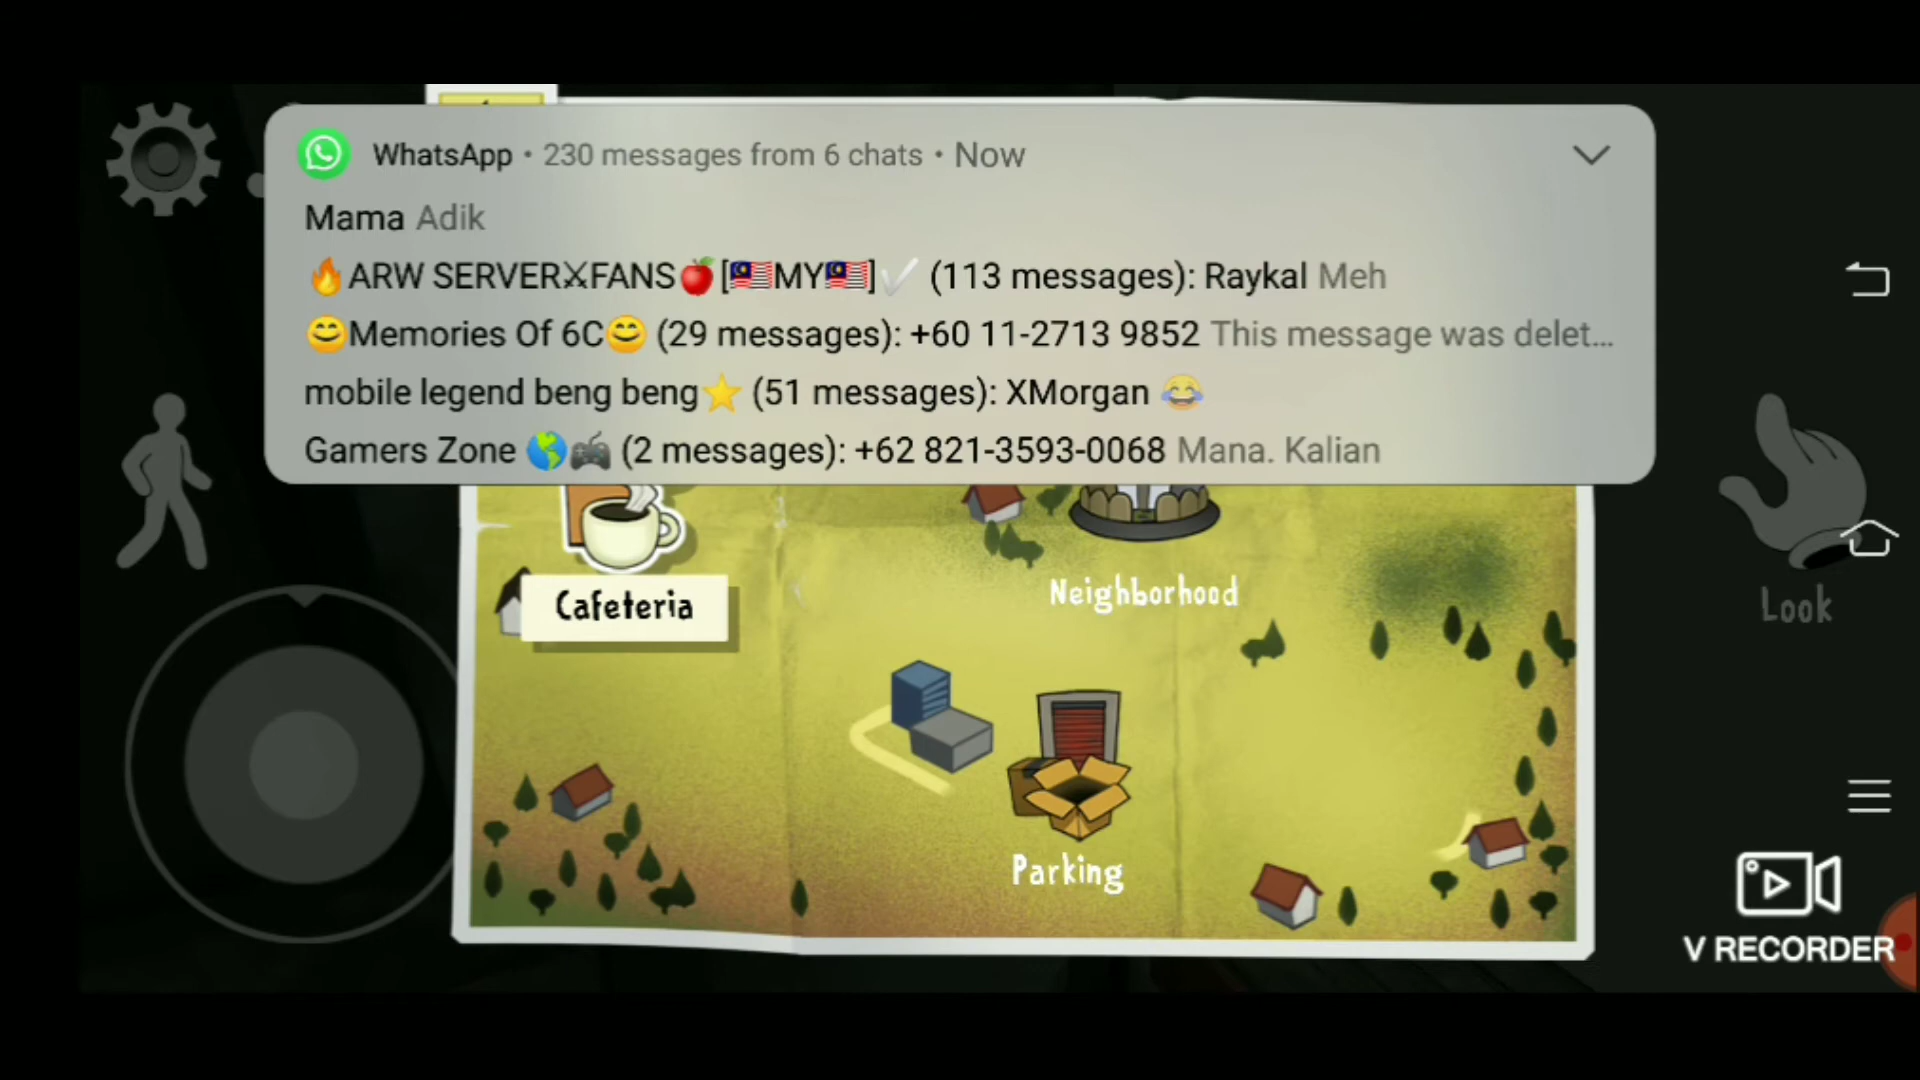 WhatsApp • 230 messages from 6 chats • Now
Mama Adik
🔥ARW SERVER⚔FANS🍎[🇲🇾MY🇲🇾]✅ (113 messages): Raykal Meh
😊Memories Of 6C😊 (29 messages): +60 11-2713 9852 This message was delet...
mobile legend beng beng⭐ (51 messages): XMorgan 😂
Gamers Zone 🌎🎮 (2 messages): +62 821-3593-0068 Mana. Kalian
Cafeteria
Neighborhood
Look
Parking
V RECORDER